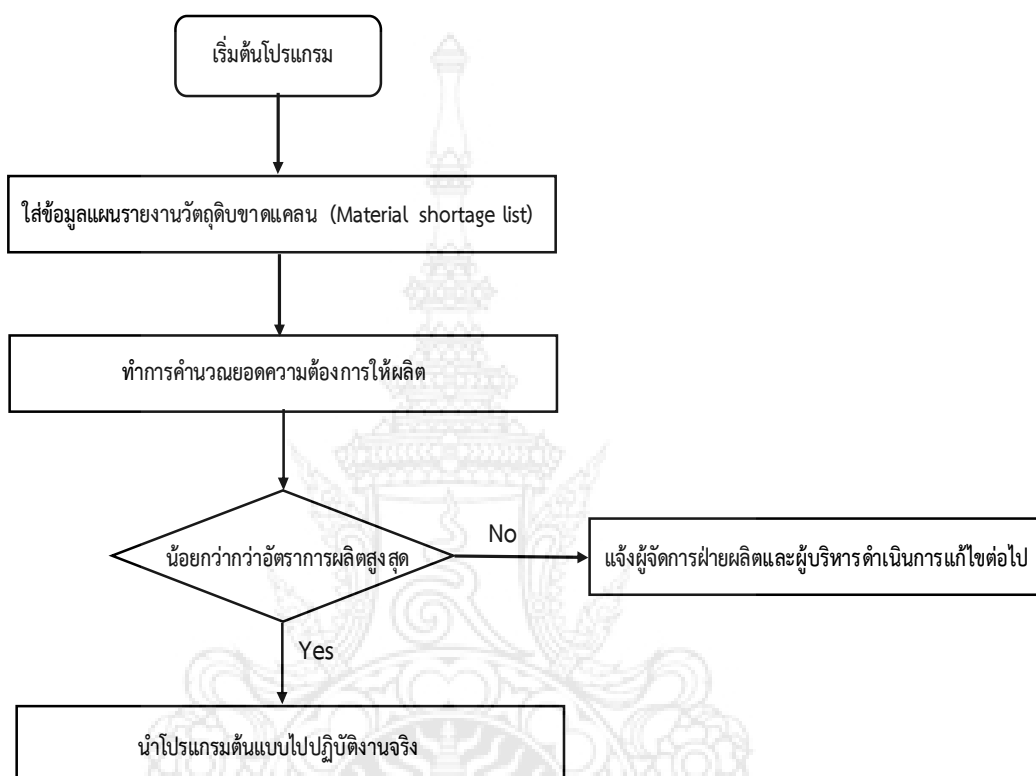 เริ่มต้นโปรแกรม
ใส่ข้อมูลแผนรายงานวัตถุดิบขาดแคลน (Material shortage list)
ทำการคำนวณยอดความต้องการให้ผลิต
น้อยกว่ากว่าอัตราการผลิตสูงสุด
No
แจ้งผู้จัดการฝ่ายผลิตและผู้บริหารดำเนินการแก้ไขต่อไป
Yes
นำโปรแกรมต้นแบบไปปฏิบัติงานจริง